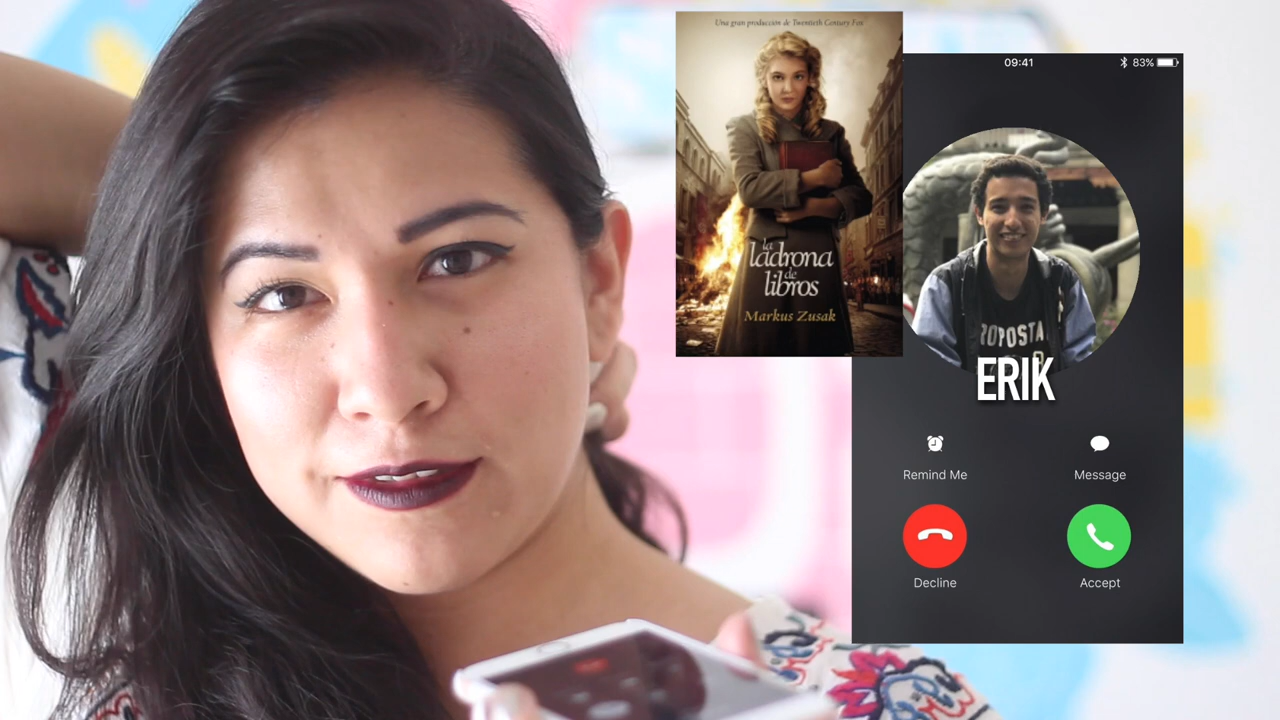 Una gran producción de Twentieth Century Fox
la
ladrona
de
libros
Markus Zusak
09:41
83%
ROPOSTA
ERIK
Remind Me
Message
Decline
Accept